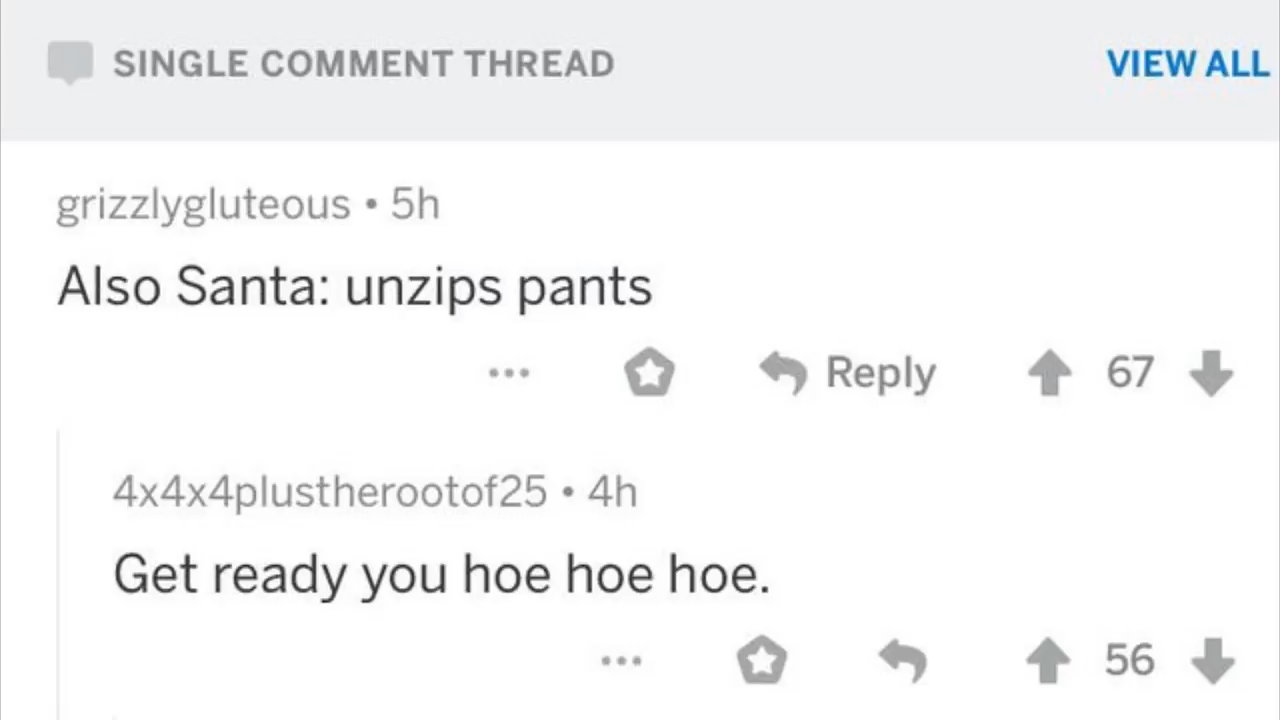 SINGLE COMMENT THREAD VIEW ALL
grizzlygluteous • 5h
Also Santa: unzips pants
... Reply 67
4x4x4plustherootof25 • 4h
Get ready you hoe hoe hoe.
... 56